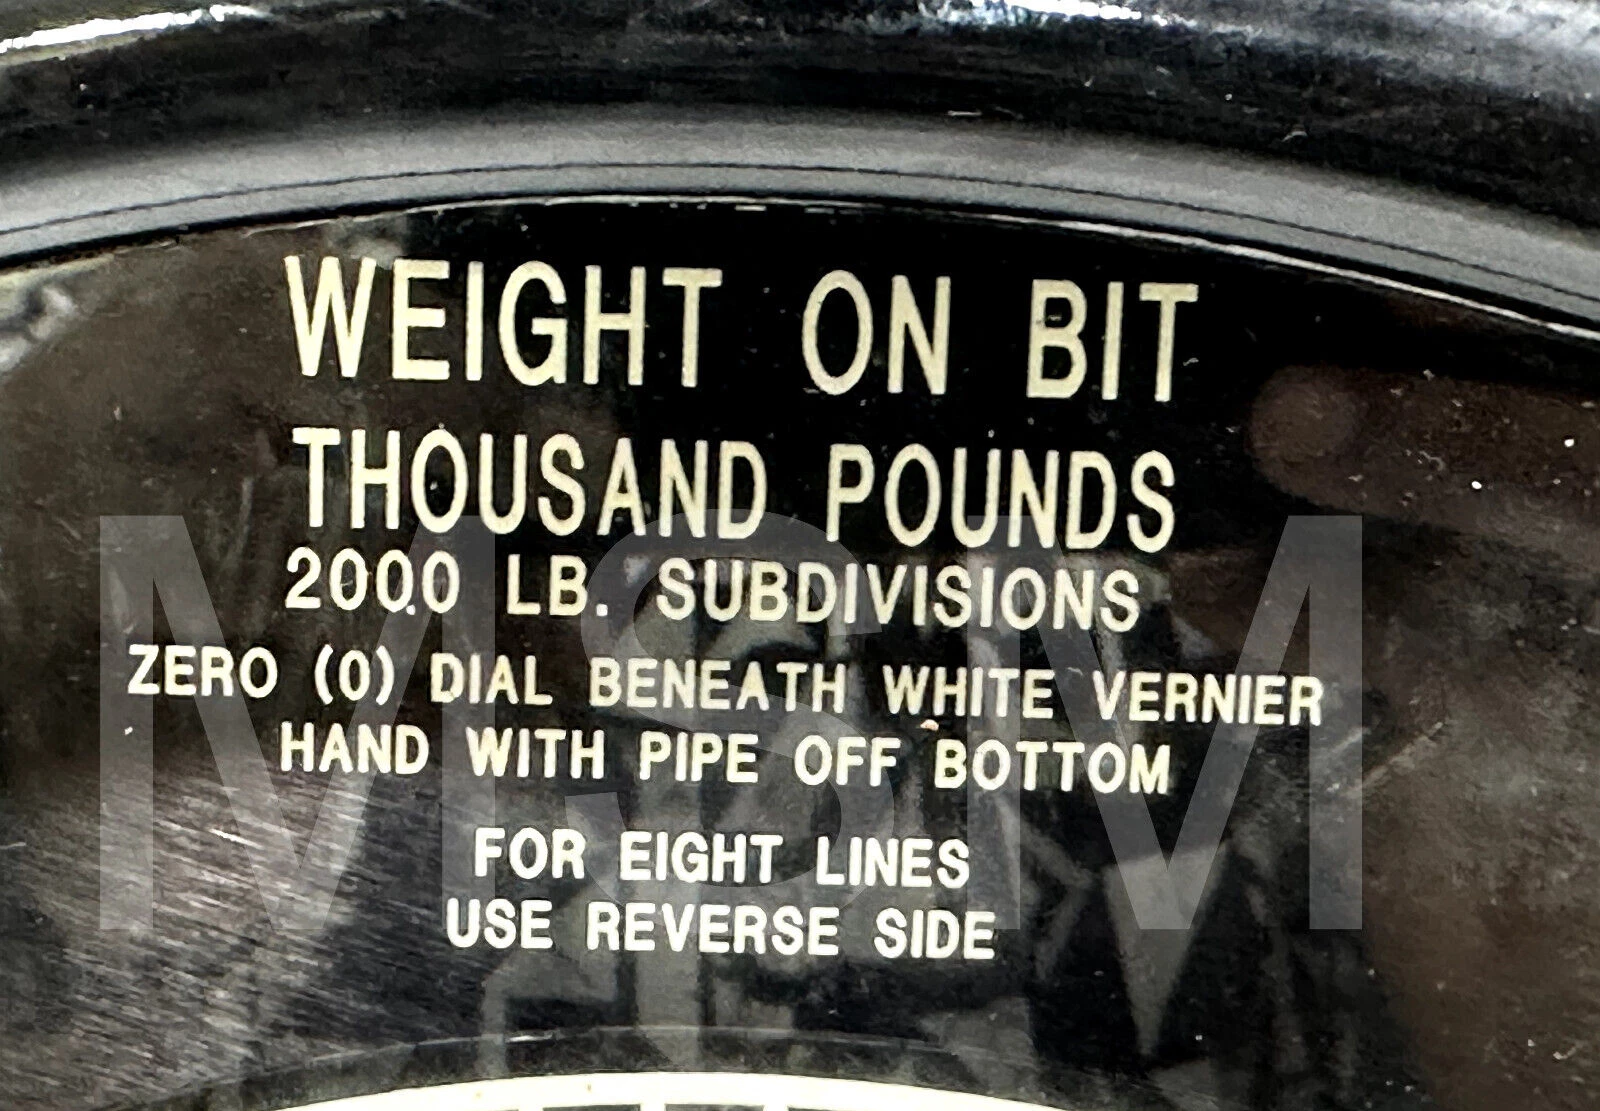 WEIGHT ON BIT
THOUSAND POUNDS
2000 LB. SUBDIVISIONS
ZERO (0) DIAL BENEATH WHITE VERNIER
HAND WITH PIPE OFF BOTTOM
FOR EIGHT LINES
USE REVERSE SIDE
MSM